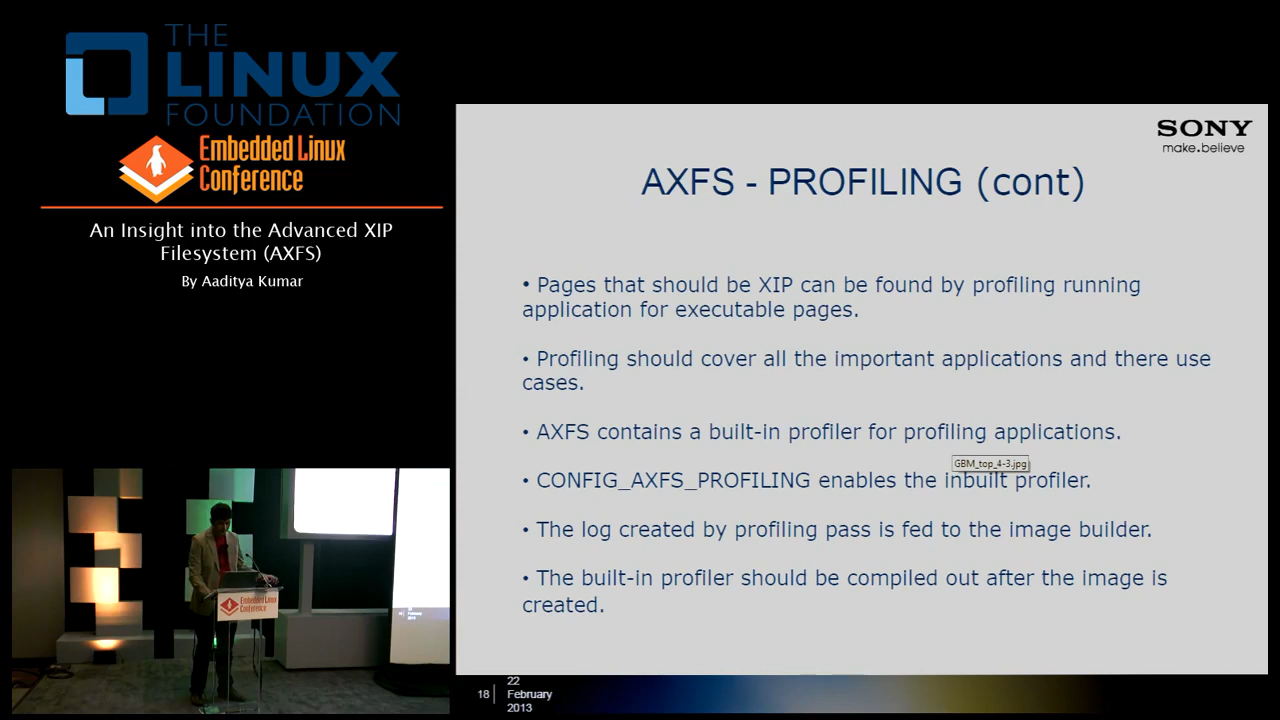 THE
LINUX
FOUNDATION
Embedded Linux
Conference
An Insight into the Advanced XIP
Filesystem (AXFS)
By Aaditya Kumar
SONY
make.believe
AXFS - PROFILING (cont)
• Pages that should be XIP can be found by profiling running
application for executable pages.
• Profiling should cover all the important applications and there use
cases.
• AXFS contains a built-in profiler for profiling applications.
GBM_top_4-3.jpg
• CONFIG_AXFS_PROFILING enables the inbuilt profiler.
• The log created by profiling pass is fed to the image builder.
• The built-in profiler should be compiled out after the image is
created.
18
22
February
2013
Embedded Linux
Conference